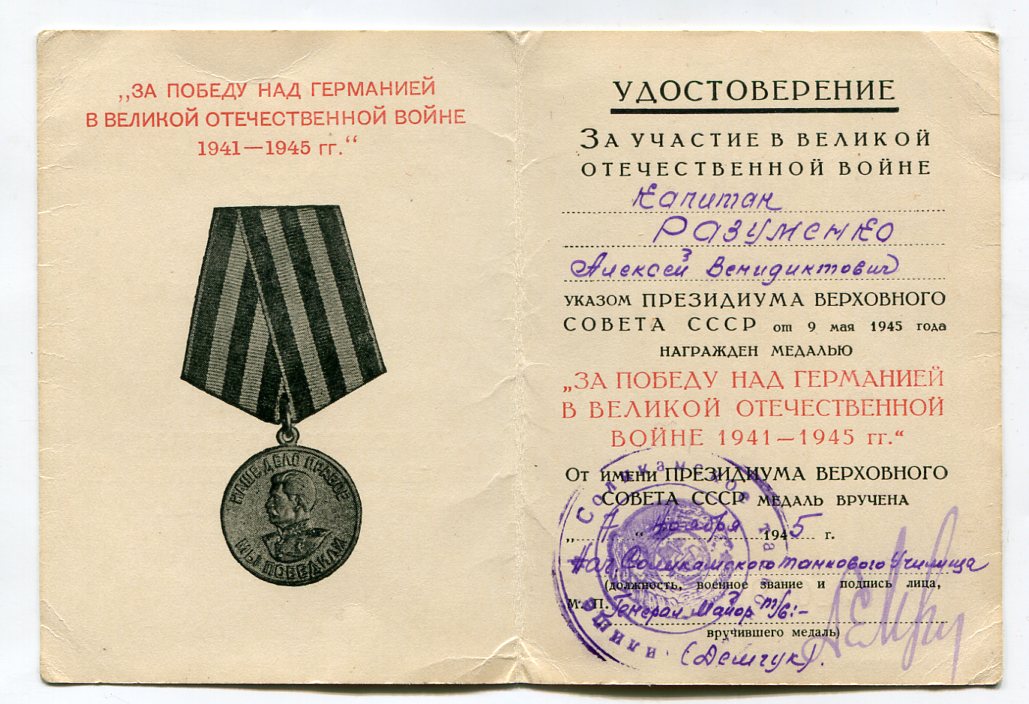 „ЗА ПОБЕДУ НАД ГЕРМАНИЕЙ
В ВЕЛИКОЙ ОТЕЧЕСТВЕННОЙ ВОЙНЕ
1941—1945 гг.“
НАШЕ ДЕЛО ПРАВОЕ
МЫ ПОБЕДИЛИ
УДОСТОВЕРЕНИЕ
ЗА УЧАСТИЕ В ВЕЛИКОЙ
ОТЕЧЕСТВЕННОЙ ВОЙНЕ
Капитан
РАЗУМЕНКО
Алексей Венидиктович
УКАЗОМ ПРЕЗИДИУМА ВЕРХОВНОГО
СОВЕТА СССР от 9 мая 1945 года
НАГРАЖДЕН МЕДАЛЬЮ
„ЗА ПОБЕДУ НАД ГЕРМАНИЕЙ
В ВЕЛИКОЙ ОТЕЧЕСТВЕННОЙ
ВОЙНЕ 1941—1945 гг.“
ОТ ИМЕНИ ПРЕЗИДИУМА ВЕРХОВНОГО
СОВЕТА СССР МЕДАЛЬ ВРУЧЕНА
„7“ ноября 1945 г.
Нач. Соликамского танкового Училища
(должность, военное звание и подпись лица,
М. П. Генерал Майор т/в:-
вручившего медаль)
(Демчук).
Соликамское